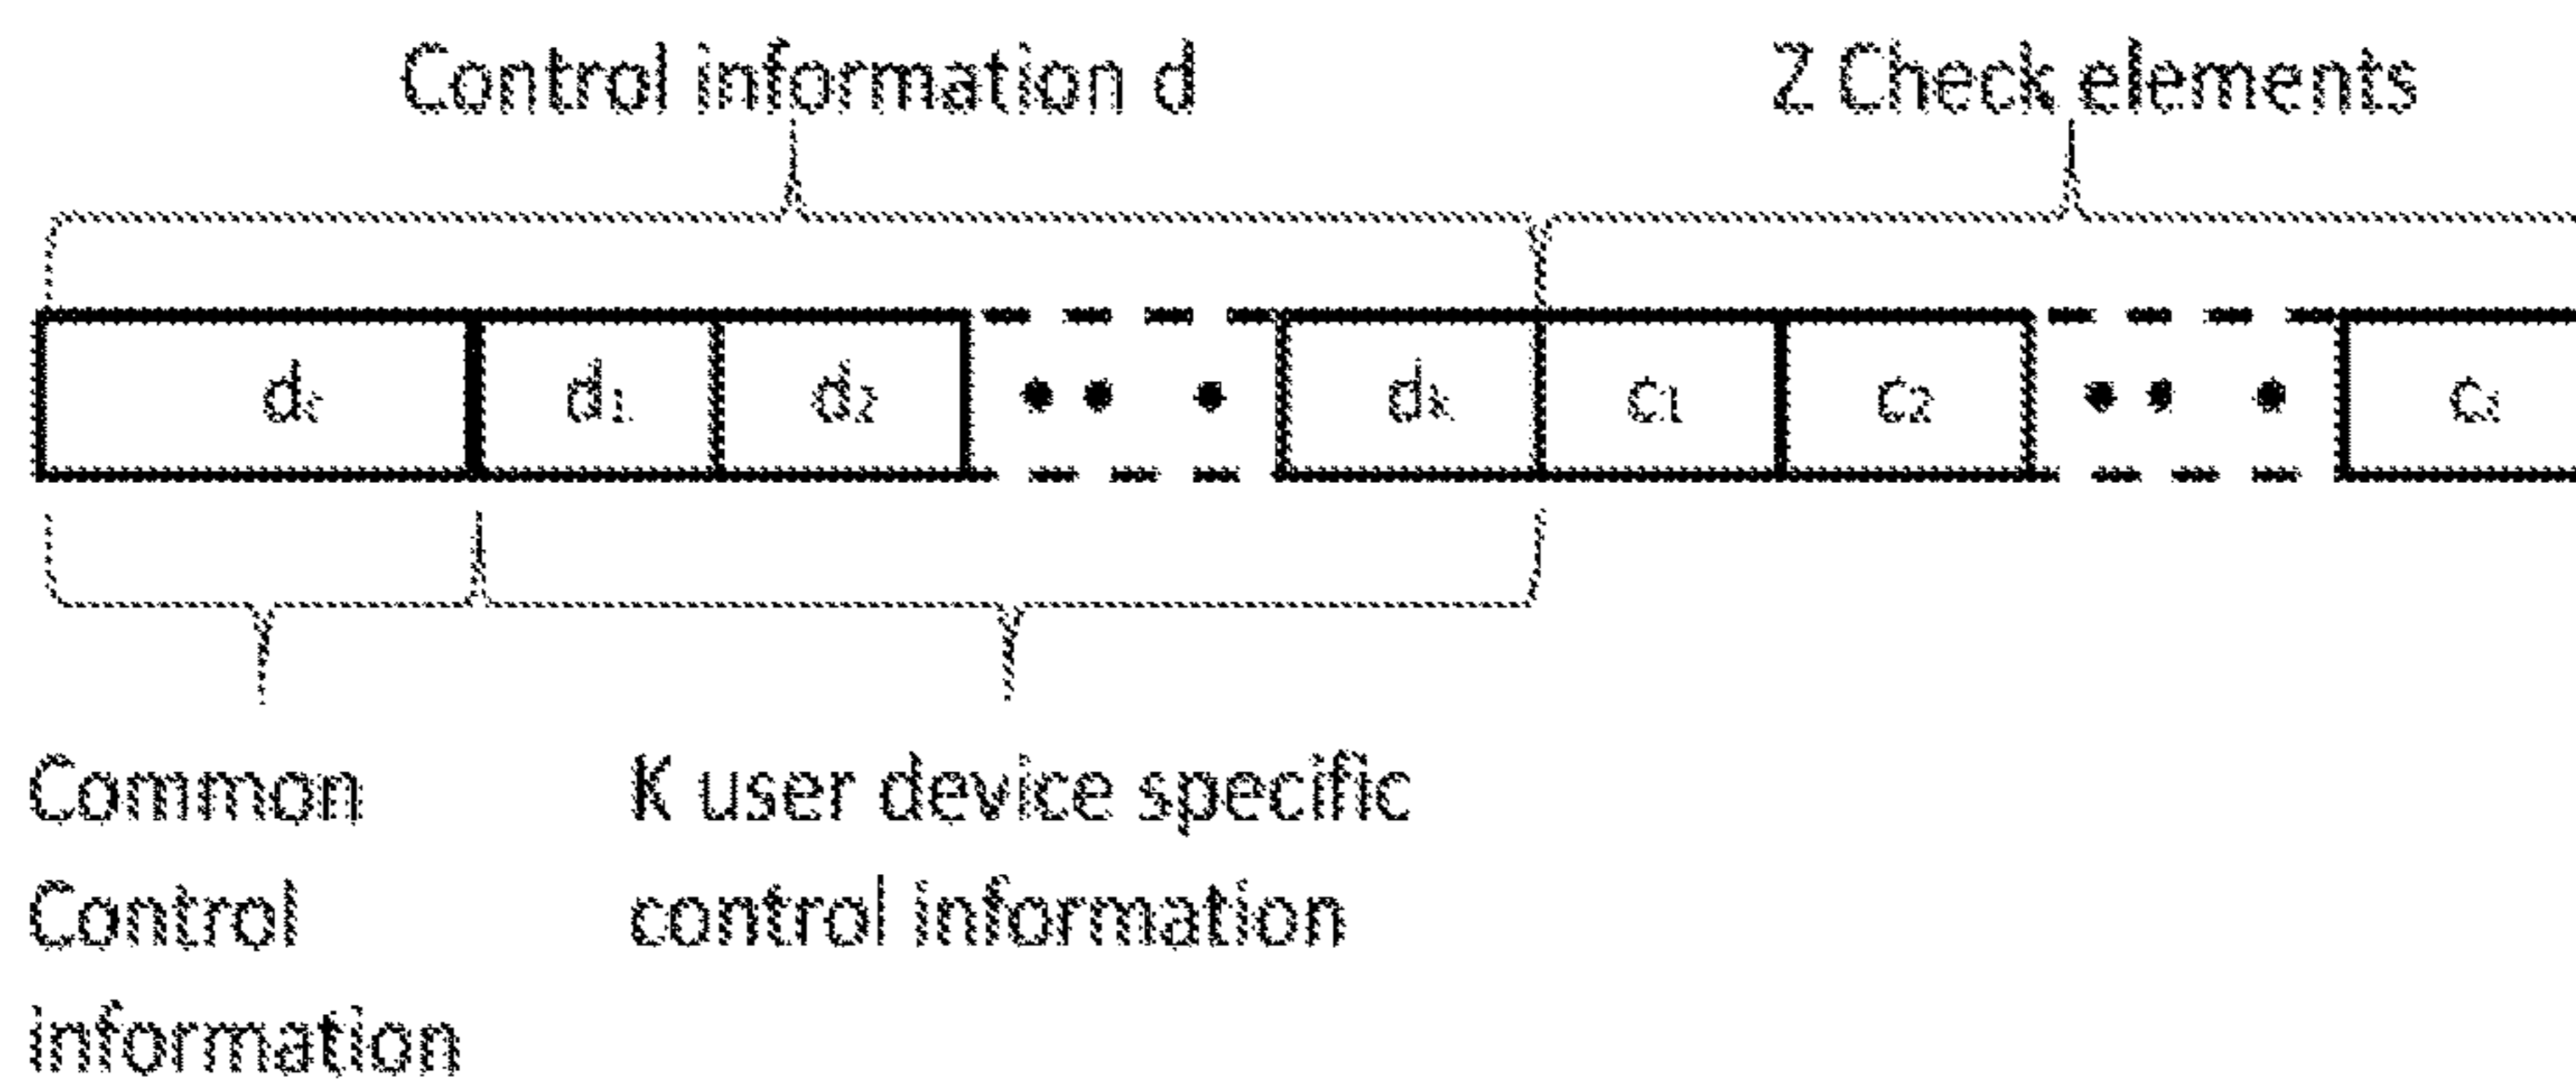 Control information d
Z Check elements
d₁ d₂ dₖ c₁ c₂
Common
Control
information
K user device specific
control information